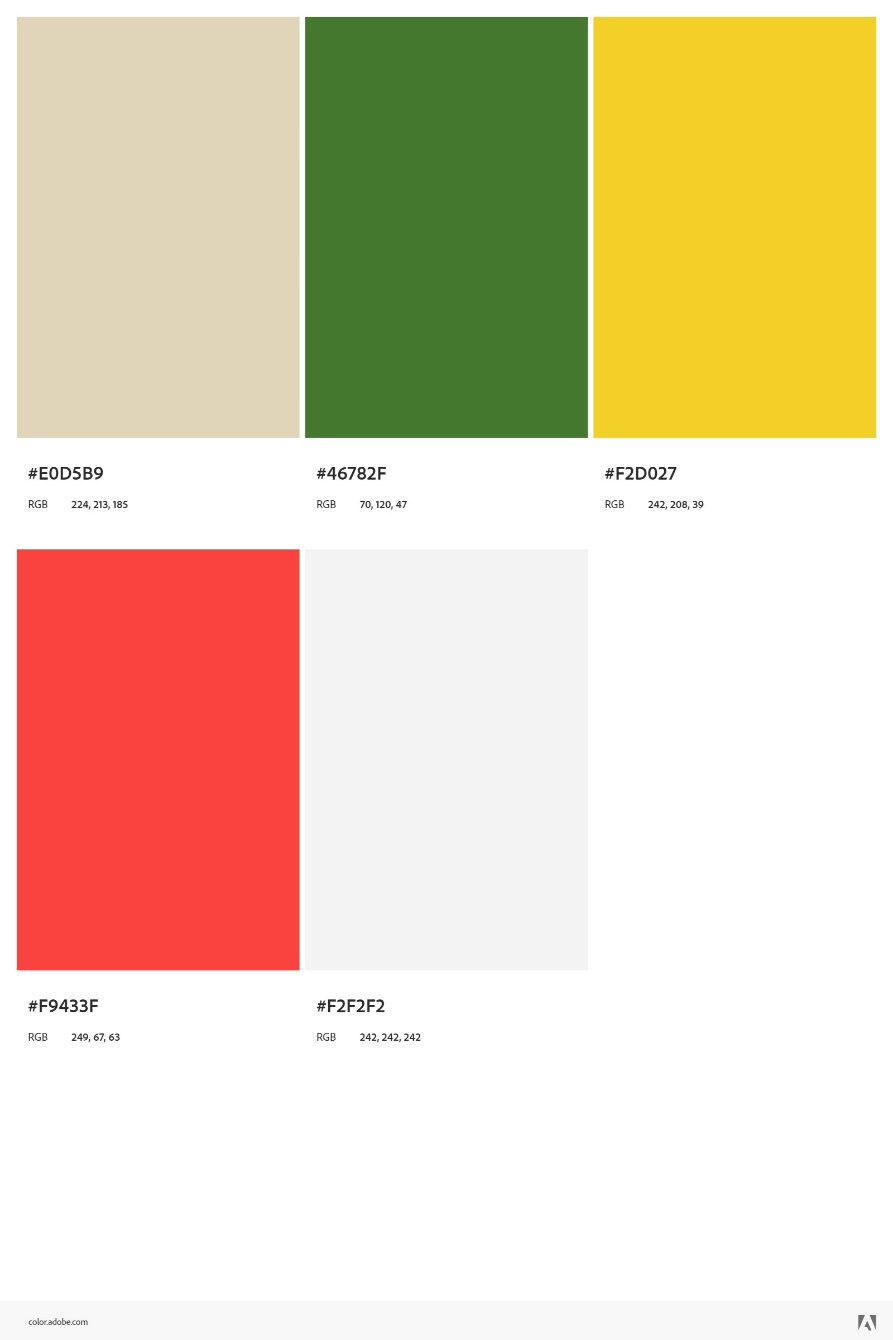 #E0D5B9 #46782F #F2D027
RGB 224, 213, 185 RGB 70, 120, 47 RGB 242, 208, 39
#F9433F #F2F2F2
RGB 249, 67, 63 RGB 242, 242, 242
color.adobe.com